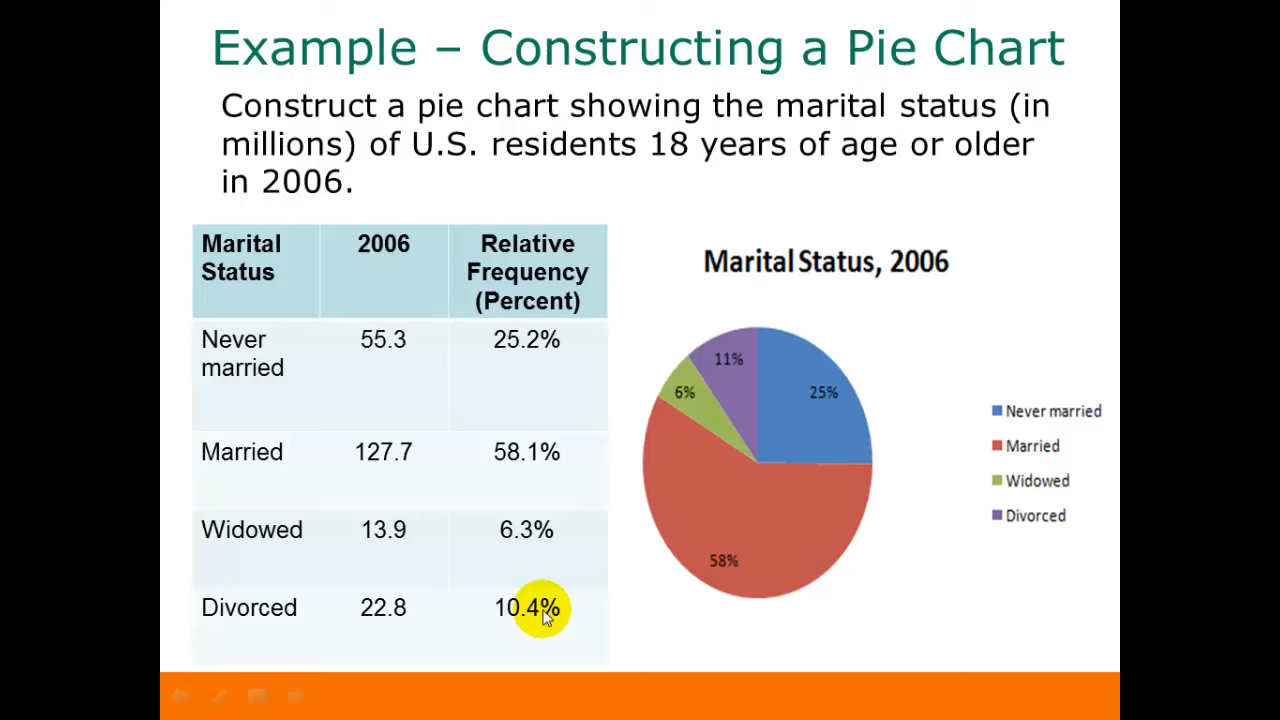 Example – Constructing a Pie Chart
Construct a pie chart showing the marital status (in
millions) of U.S. residents 18 years of age or older
in 2006.
Marital
Status
2006
Relative
Frequency
(Percent)
Never
married
55.3
25.2%
Married
127.7
58.1%
Widowed
13.9
6.3%
Divorced
22.8
10.4%
Marital Status, 2006
11%
6%
25%
58%
Never married
Married
Widowed
Divorced